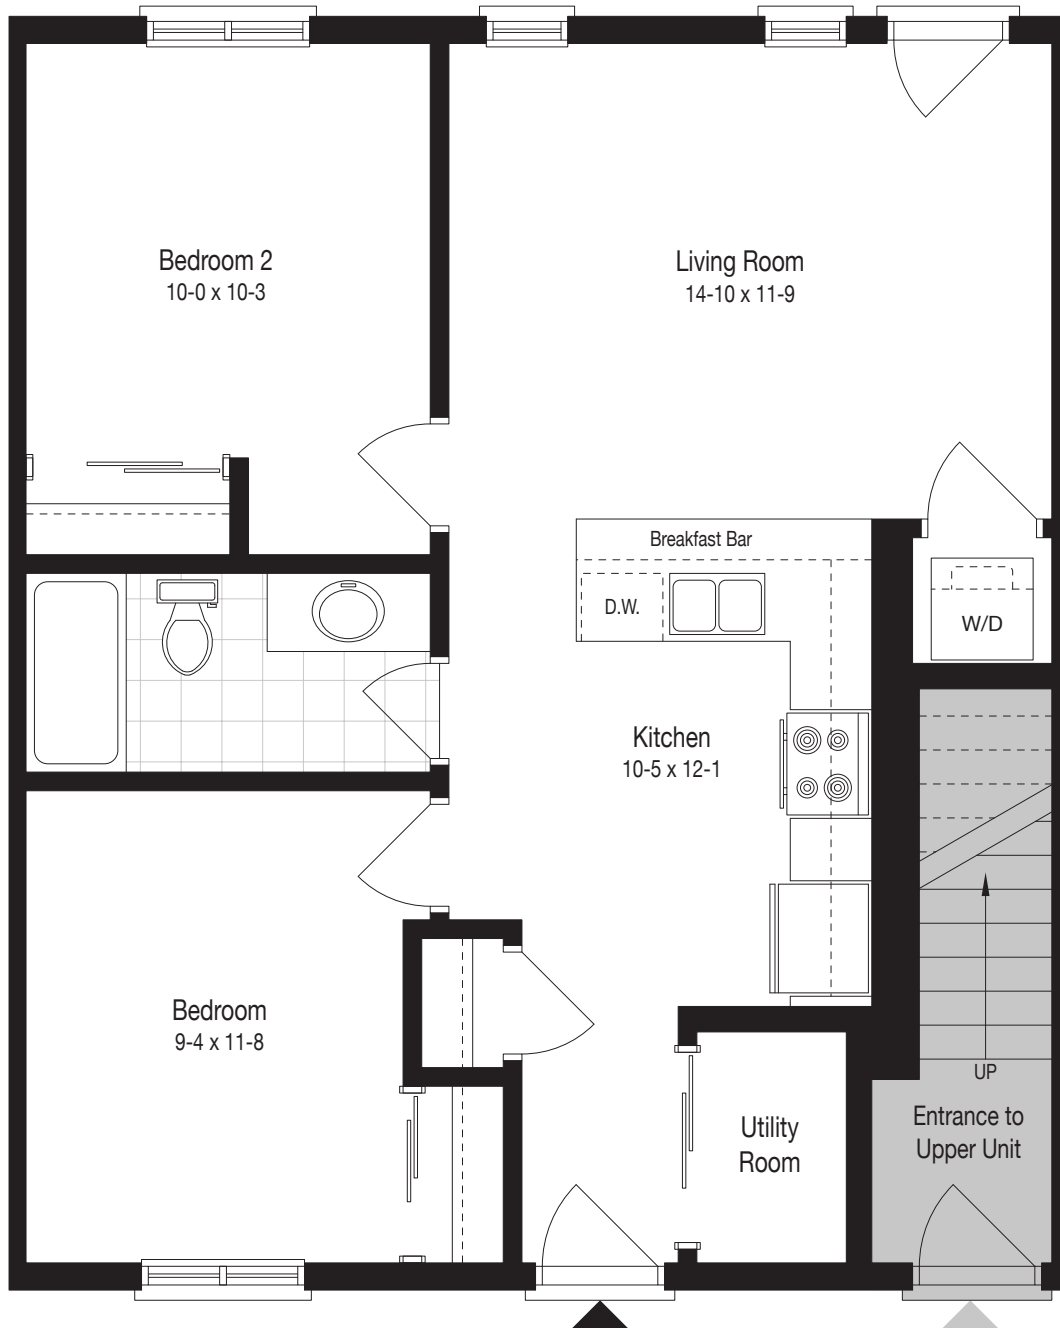 Bedroom 2
10-0 x 10-3
Living Room
14-10 x 11-9
Breakfast Bar
D.W.
W/D
Kitchen
10-5 x 12-1
Bedroom
9-4 x 11-8
Utility
Room
UP
Entrance to
Upper Unit